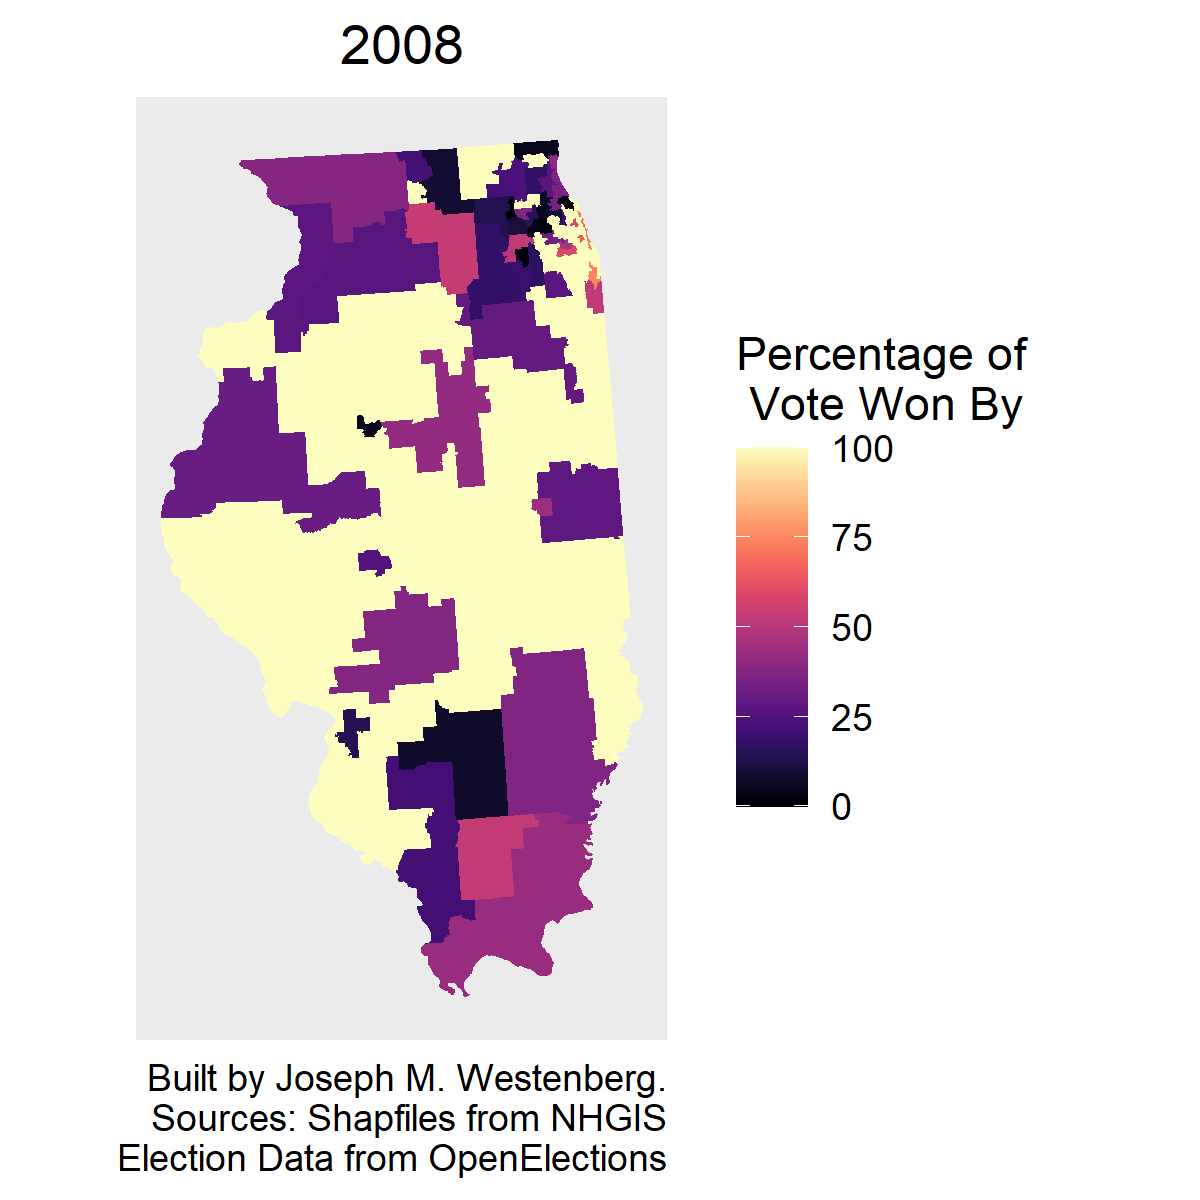 2008
Percentage of
Vote Won By
100
75
50
25
0
Built by Joseph M. Westenberg.
Sources: Shapfiles from NHGIS
Election Data from OpenElections